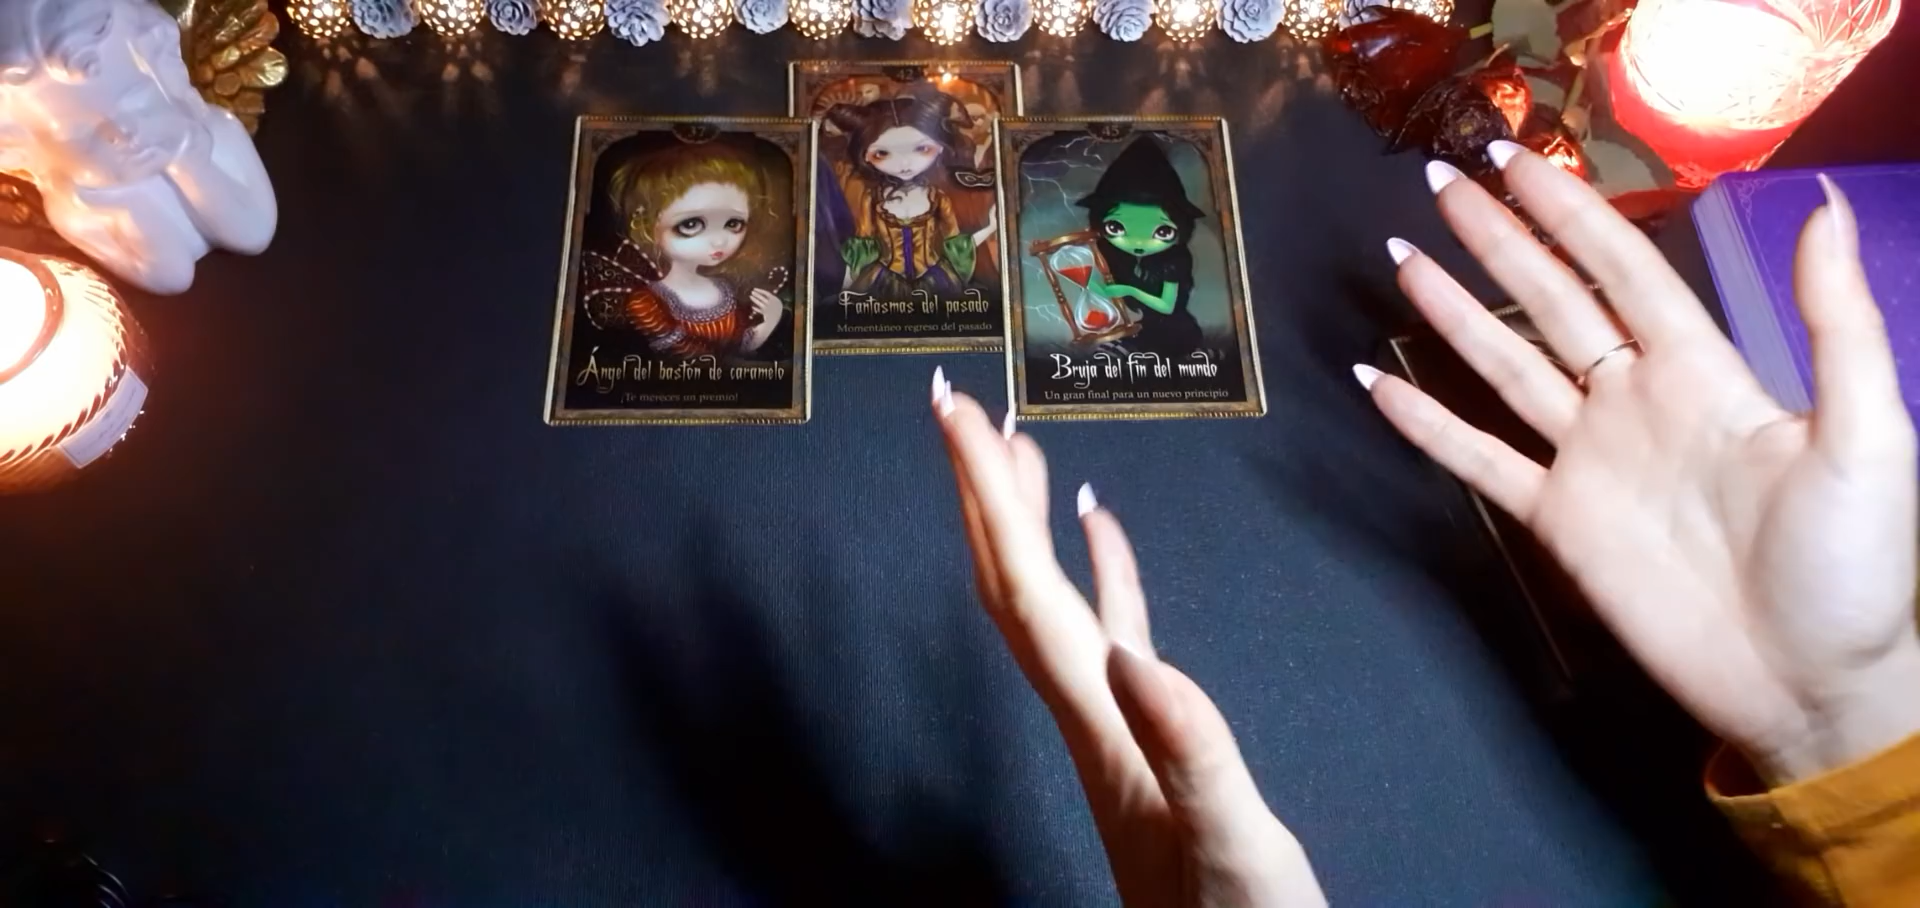 37
Ángel del bastón de caramelo
¡Te mereces un premio!
42
Fantasmas del pasado
Momentáneo regreso del pasado
45
Bruja del fin del mundo
Un gran final para un nuevo principio